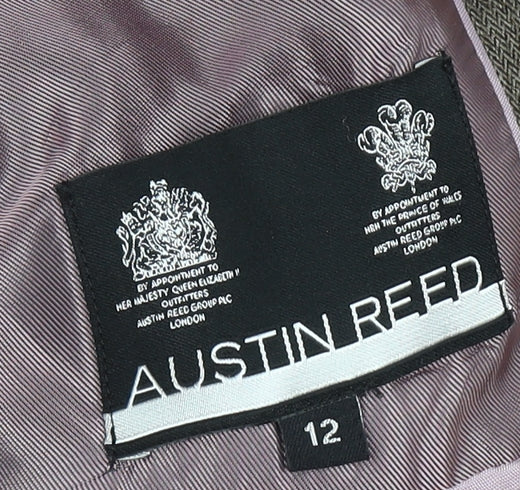 BY APPOINTMENT TO
HER MAJESTY QUEEN ELIZABETH II
OUTFITTERS
AUSTIN REED GROUP PLC
LONDON
BY APPOINTMENT TO
HRH THE PRINCE OF WALES
OUTFITTERS
AUSTIN REED GROUP PLC
LONDON
AUSTIN REED
12